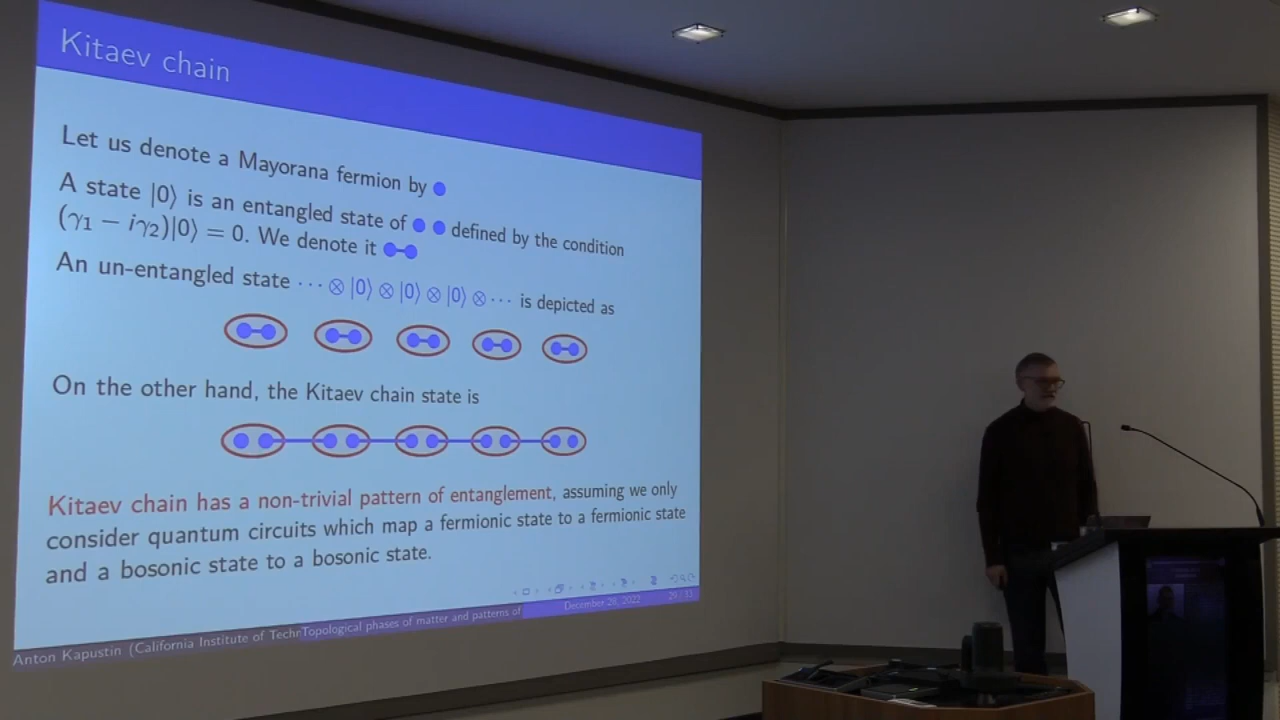 Kitaev chain
Let us denote a Mayorana fermion by
A state |0⟩ is an entangled state of defined by the condition
(γ₁ − iγ₂)|0⟩ = 0. We denote it
An un-entangled state ··· ⊗ |0⟩ ⊗ |0⟩ ⊗ |0⟩ ⊗ ··· is depicted as
On the other hand, the Kitaev chain state is
Kitaev chain has a non-trivial pattern of entanglement, assuming we only
consider quantum circuits which map a fermionic state to a fermionic state
and a bosonic state to a bosonic state.
Anton Kapustin (California Institute of Techn Topological phases of matter and patterns of December 2022